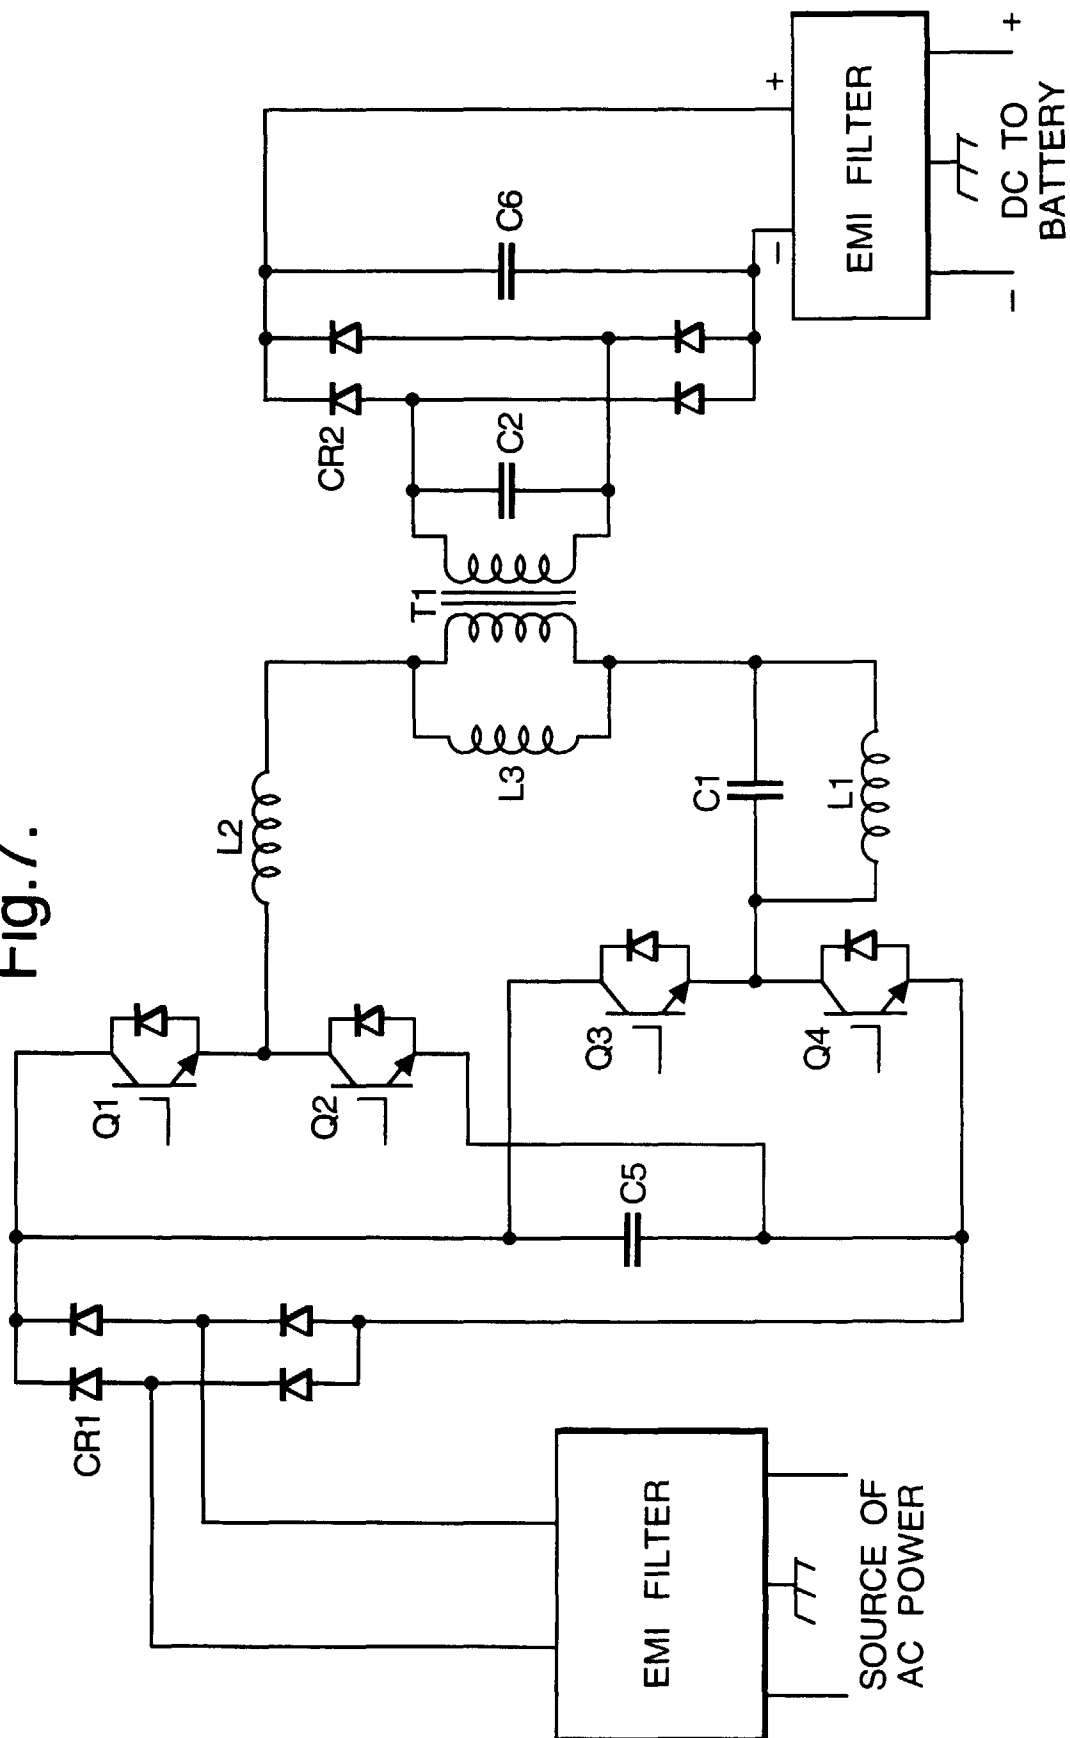 Fig.7.
EMI FILTER
SOURCE OF
AC POWER
CR1
C5
Q1
Q2
Q3
Q4
L2
L3
C1
L1
T1
C2
CR2
C6
+
−
EMI FILTER
+
−
DC TO
BATTERY